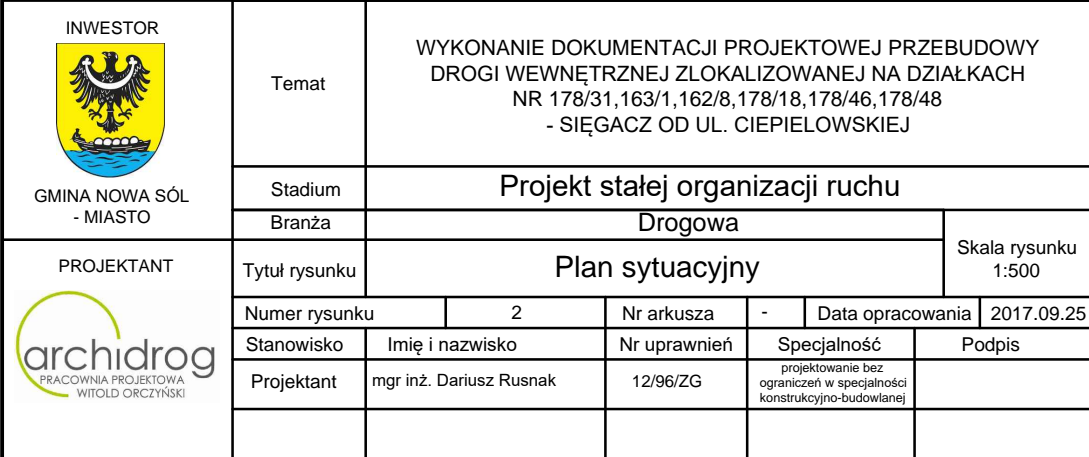 INWESTOR
GMINA NOWA SÓL
- MIASTO
Temat
WYKONANIE DOKUMENTACJI PROJEKTOWEJ PRZEBUDOWY
DROGI WEWNĘTRZNEJ ZLOKALIZOWANEJ NA DZIAŁKACH
NR 178/31,163/1,162/8,178/18,178/46,178/48
- SIĘGACZ OD UL. CIEPIELOWSKIEJ
Stadium
Projekt stałej organizacji ruchu
Branża
Drogowa
Skala rysunku
1:500
PROJEKTANT
archidrog
PRACOWNIA PROJEKTOWA
WITOLD ORCZYŃSKI
Tytuł rysunku
Plan sytuacyjny
Numer rysunku
2
Nr arkusza
-
Data opracowania
2017.09.25
Stanowisko
Imię i nazwisko
Nr uprawnień
Specjalność
Podpis
Projektant
mgr inż. Dariusz Rusnak
12/96/ZG
projektowanie bez
ograniczeń w specjalności
konstrukcyjno-budowlanej